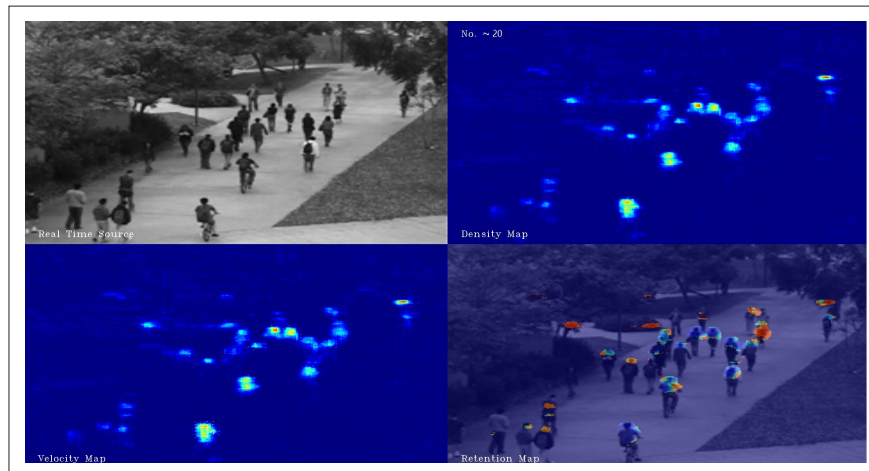 No. ~ 20
Real Time Source
Density Map
Velocity Map
Retention Map